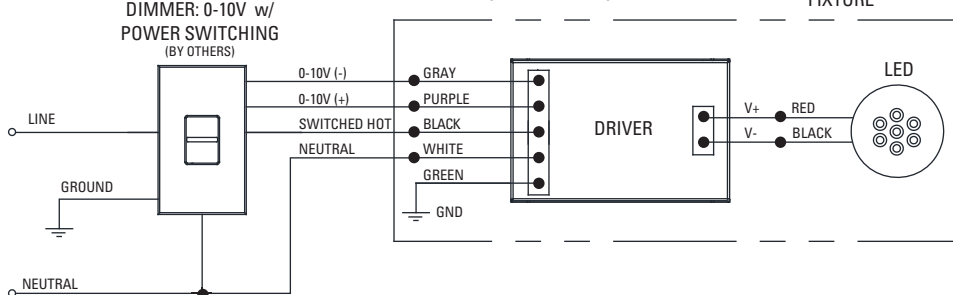 DIMMER: 0-10V w/
POWER SWITCHING
(BY OTHERS)
FIXTURE
LINE
GROUND
NEUTRAL
0-10V (-)
0-10V (+)
SWITCHED HOT
NEUTRAL
GRAY
PURPLE
BLACK
WHITE
GREEN
GND
DRIVER
V+
V-
RED
BLACK
LED